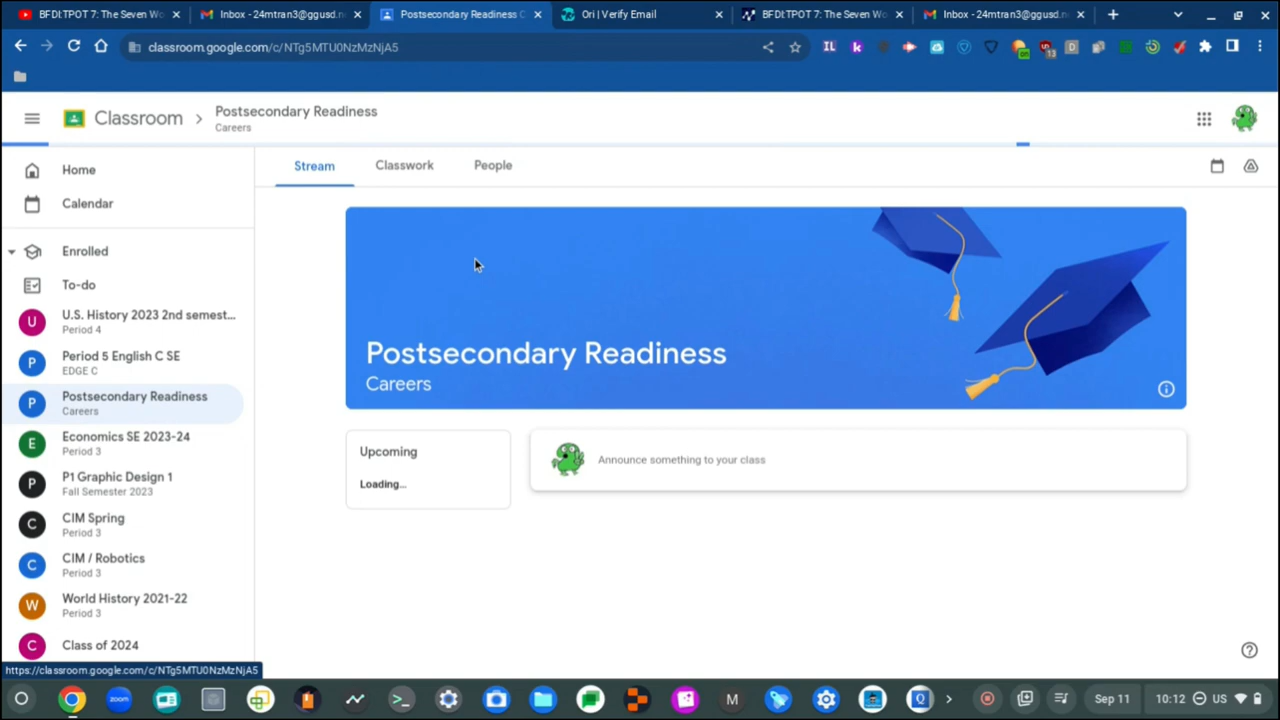 BFDI:TPOT 7: The Seven Wo
Inbox - 24mtran3@ggusd.n
Postsecondary Readiness C
Ori | Verify Email
BFDI:TPOT 7: The Seven Wo
Inbox - 24mtran3@ggusd.n
classroom.google.com/c/NTg5MTU0NzMzNjA5
IL
k
on
13
D
Classroom
Postsecondary Readiness
Careers
Home
Calendar
Enrolled
To-do
U
U.S. History 2023 2nd semest...
Period 4
P
Period 5 English C SE
EDGE C
P
Postsecondary Readiness
Careers
E
Economics SE 2023-24
Period 3
P
P1 Graphic Design 1
Fall Semester 2023
C
CIM Spring
Period 3
C
CIM / Robotics
Period 3
W
World History 2021-22
Period 3
C
Class of 2024
Stream
Classwork
People
Postsecondary Readiness
Careers
Upcoming
Loading...
Announce something to your class
https://classroom.google.com/c/NTg5MTU0NzMzNjA5
zoom
M
Q
Sep 11
10:12
US